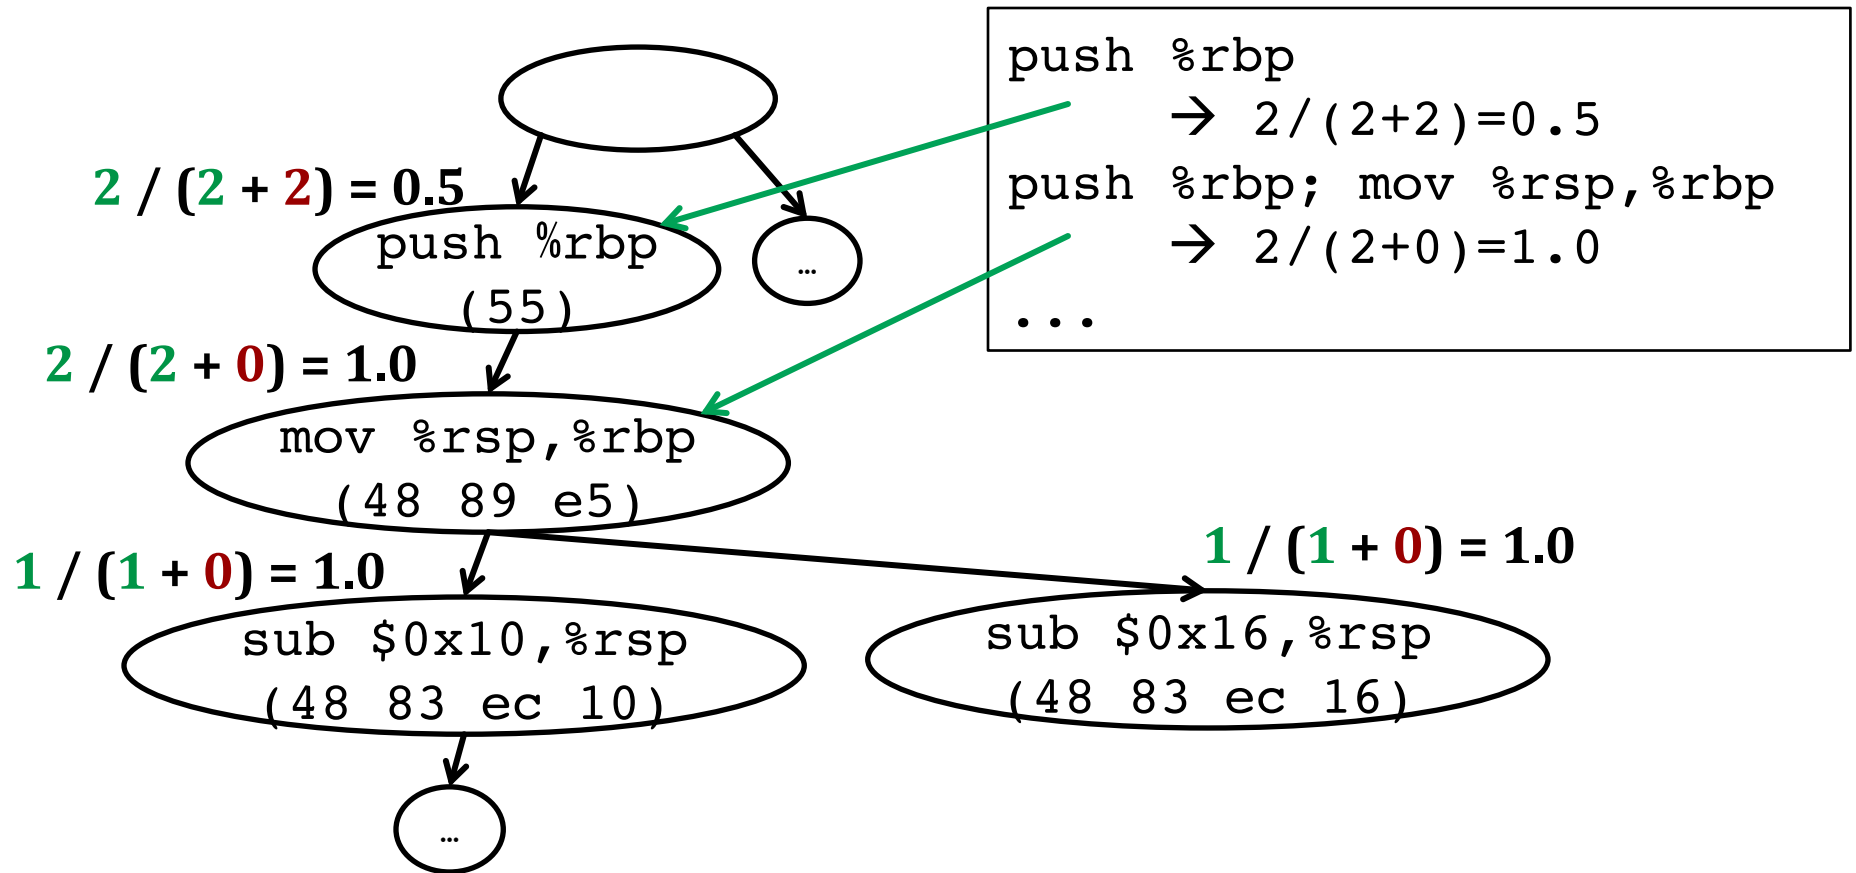 push %rbp
→ 2/(2+2)=0.5
push %rbp; mov %rsp,%rbp
→ 2/(2+0)=1.0
...
2 / (2 + 2) = 0.5
push %rbp
(55)
…
2 / (2 + 0) = 1.0
mov %rsp,%rbp
(48 89 e5)
1 / (1 + 0) = 1.0
sub $0x10,%rsp
(48 83 ec 10)
1 / (1 + 0) = 1.0
sub $0x16,%rsp
(48 83 ec 16)
…